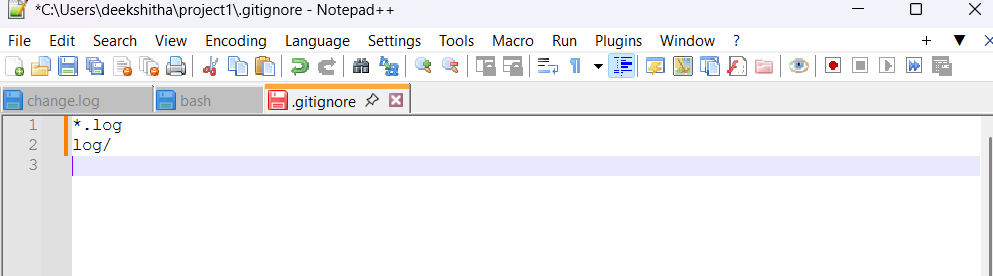 *C:\Users\deekshitha\project1\.gitignore - Notepad++
File Edit Search View Encoding Language Settings Tools Macro Run Plugins Window ?
change.log bash .gitignore
1 *.log
2 log/
3